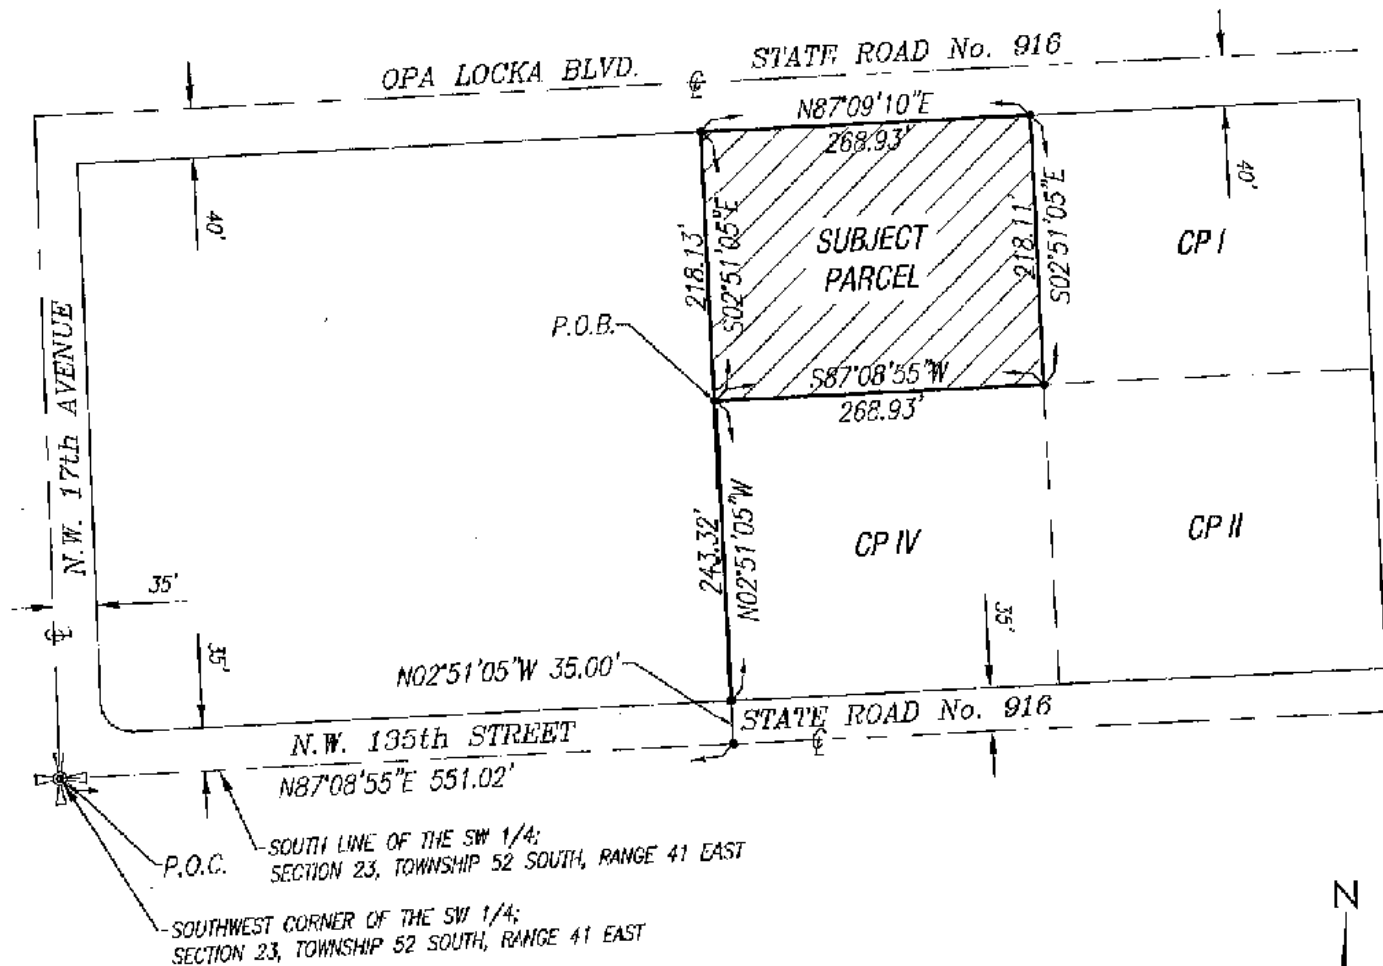 OPA LOCKA BLVD.
STATE ROAD No. 916
N87°09'10"E
268.93'
40'
40'
218.13'
S02°51'05"E
SUBJECT
PARCEL
218.11'
S02°51'05"E
CP I
P.O.B.
S87°08'55"W
268.93'
N.W. 17th AVENUE
243.32'
N02°51'05"W
CP IV
CP II
35'
35'
35'
N02°51'05"W 35.00'
STATE ROAD No. 916
N.W. 135th STREET
N87°08'55"E 551.02'
P.O.C.
SOUTH LINE OF THE SW 1/4;
SECTION 23, TOWNSHIP 52 SOUTH, RANGE 41 EAST
SOUTHWEST CORNER OF THE SW 1/4;
SECTION 23, TOWNSHIP 52 SOUTH, RANGE 41 EAST
N